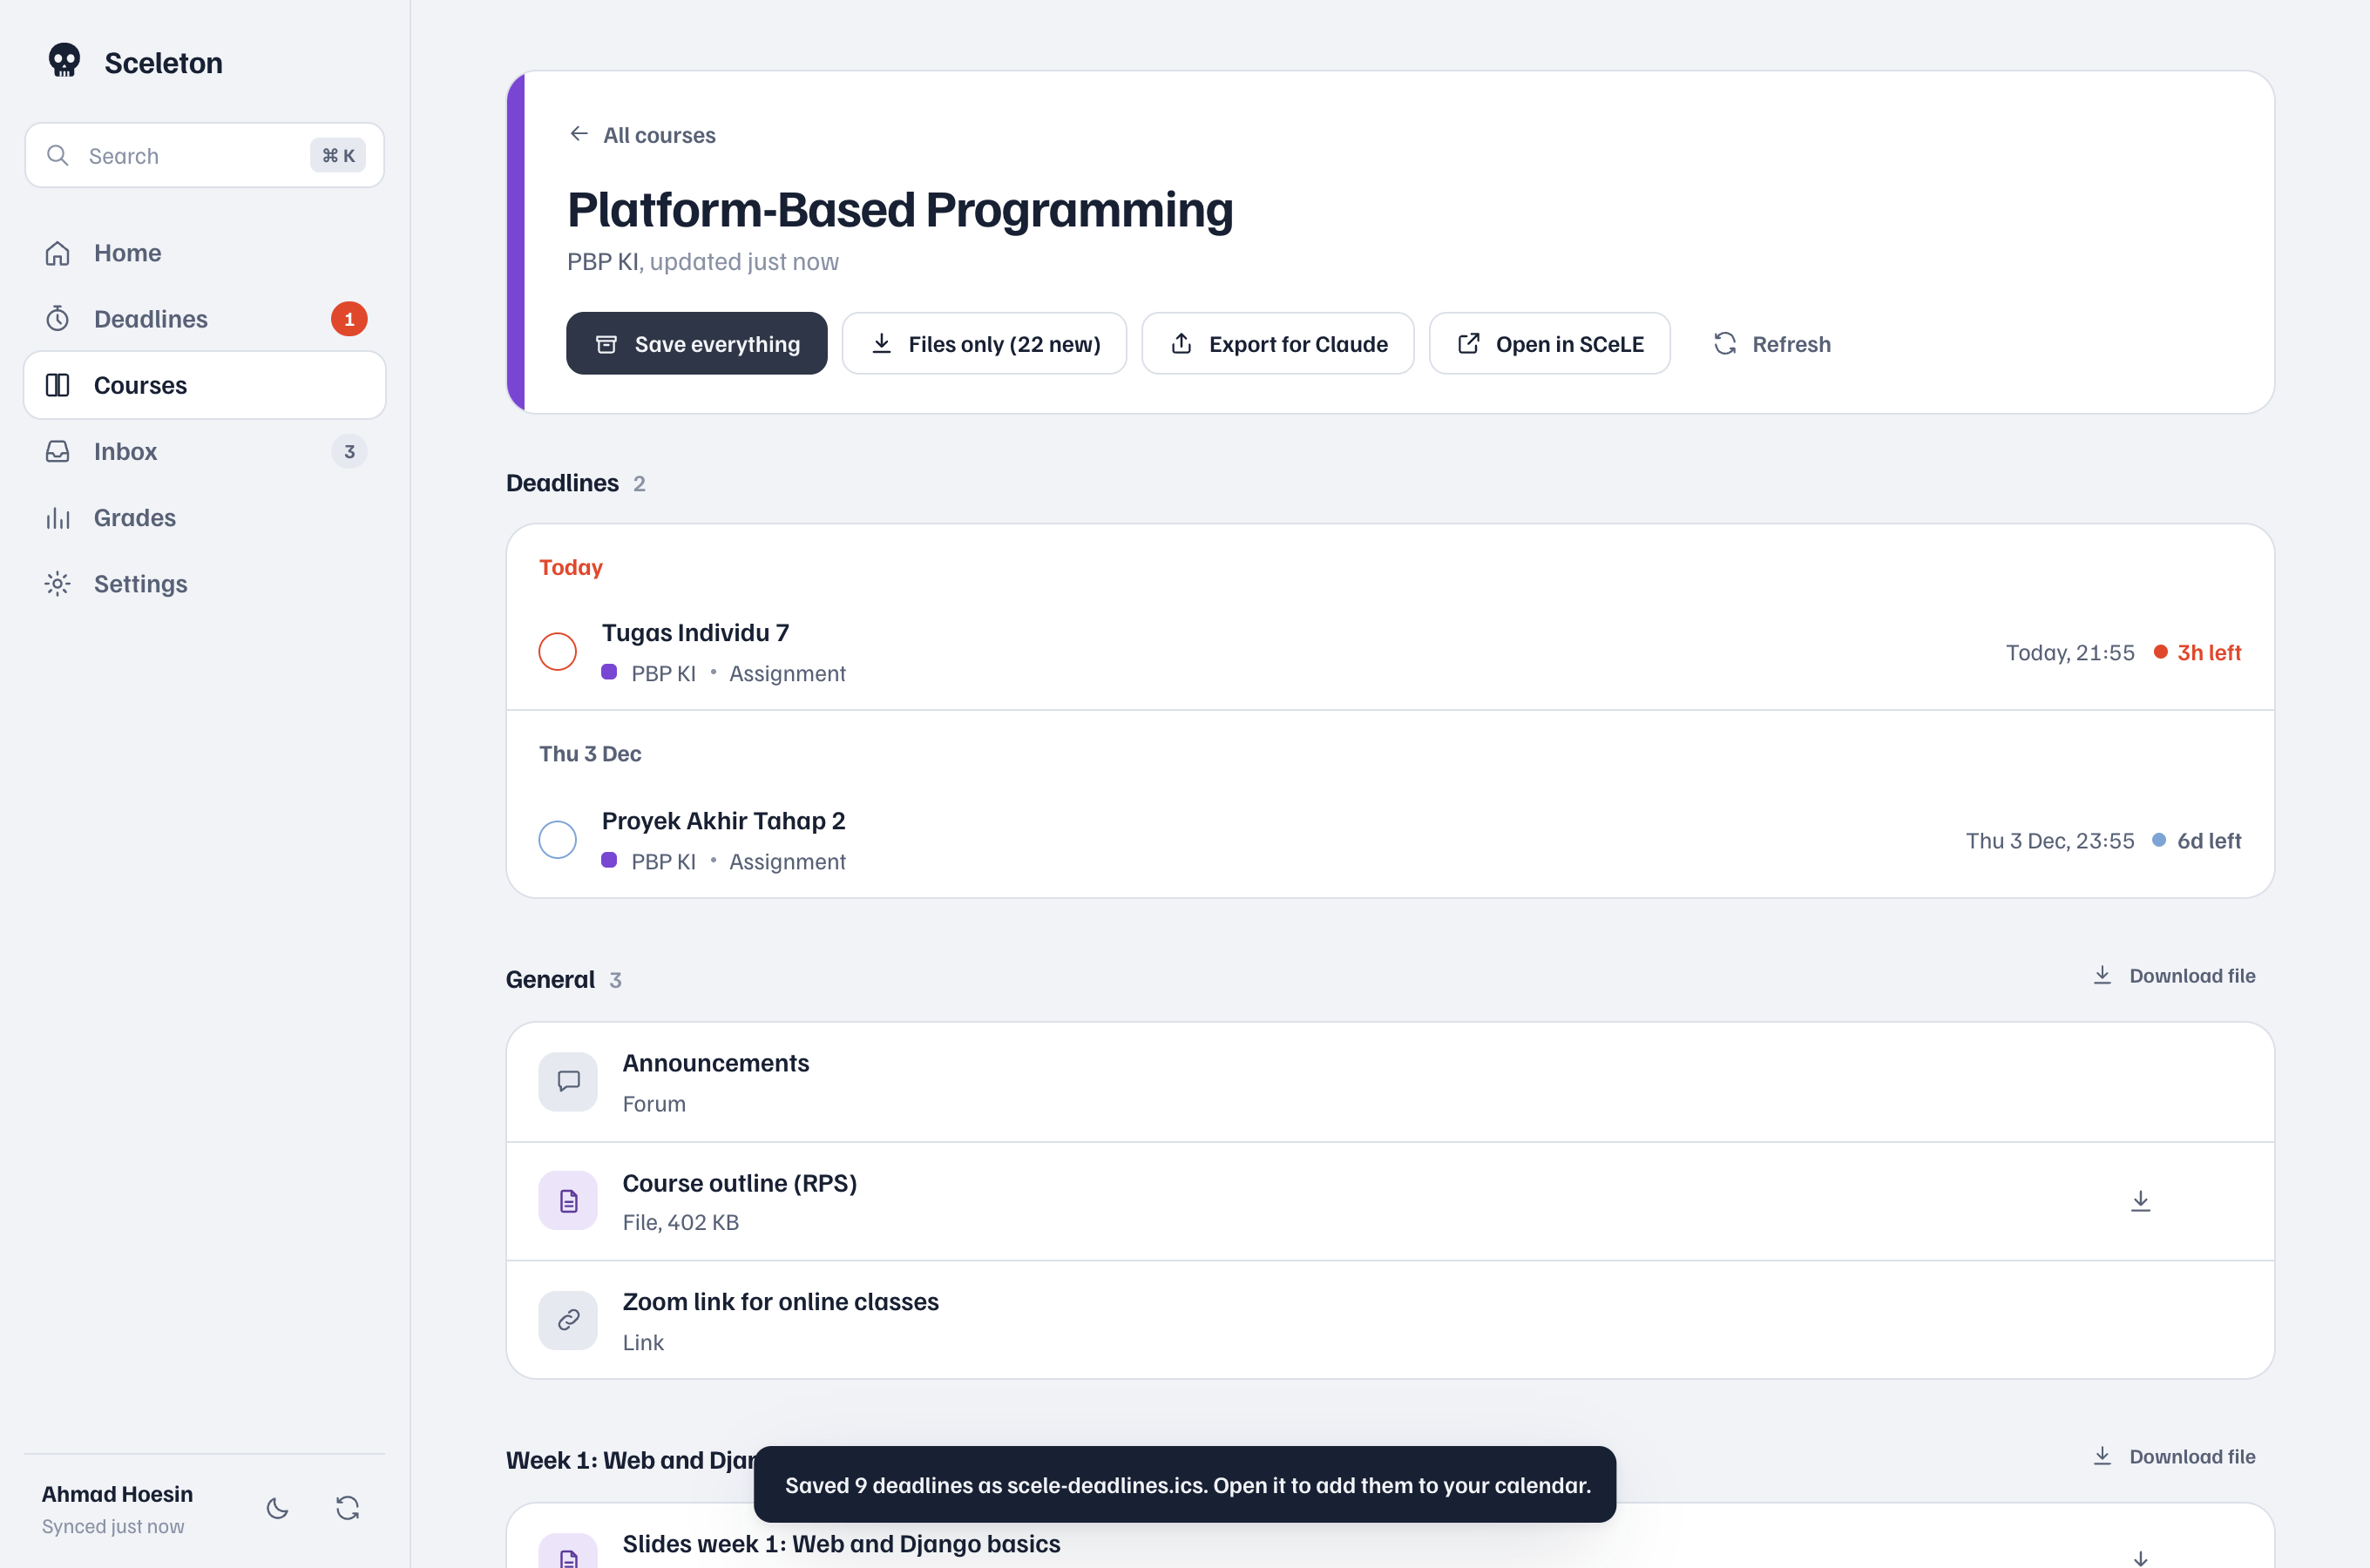 Sceleton
Search
⌘ K
Home
Deadlines 1
Courses
Inbox 3
Grades
Settings
Ahmad Hoesin
Synced just now
All courses
Platform-Based Programming
PBP KI, updated just now
Save everything
Files only (22 new)
Export for Claude
Open in SCeLE
Refresh
Deadlines 2
Today
Tugas Individu 7
PBP KI • Assignment
Today, 21:55 3h left
Thu 3 Dec
Proyek Akhir Tahap 2
PBP KI • Assignment
Thu 3 Dec, 23:55 6d left
General 3
Download file
Announcements
Forum
Course outline (RPS)
File, 402 KB
Zoom link for online classes
Link
Week 1: Web and
Download file
Saved 9 deadlines as scele-deadlines.ics. Open it to add them to your calendar.
Slides week 1: Web and Django basics